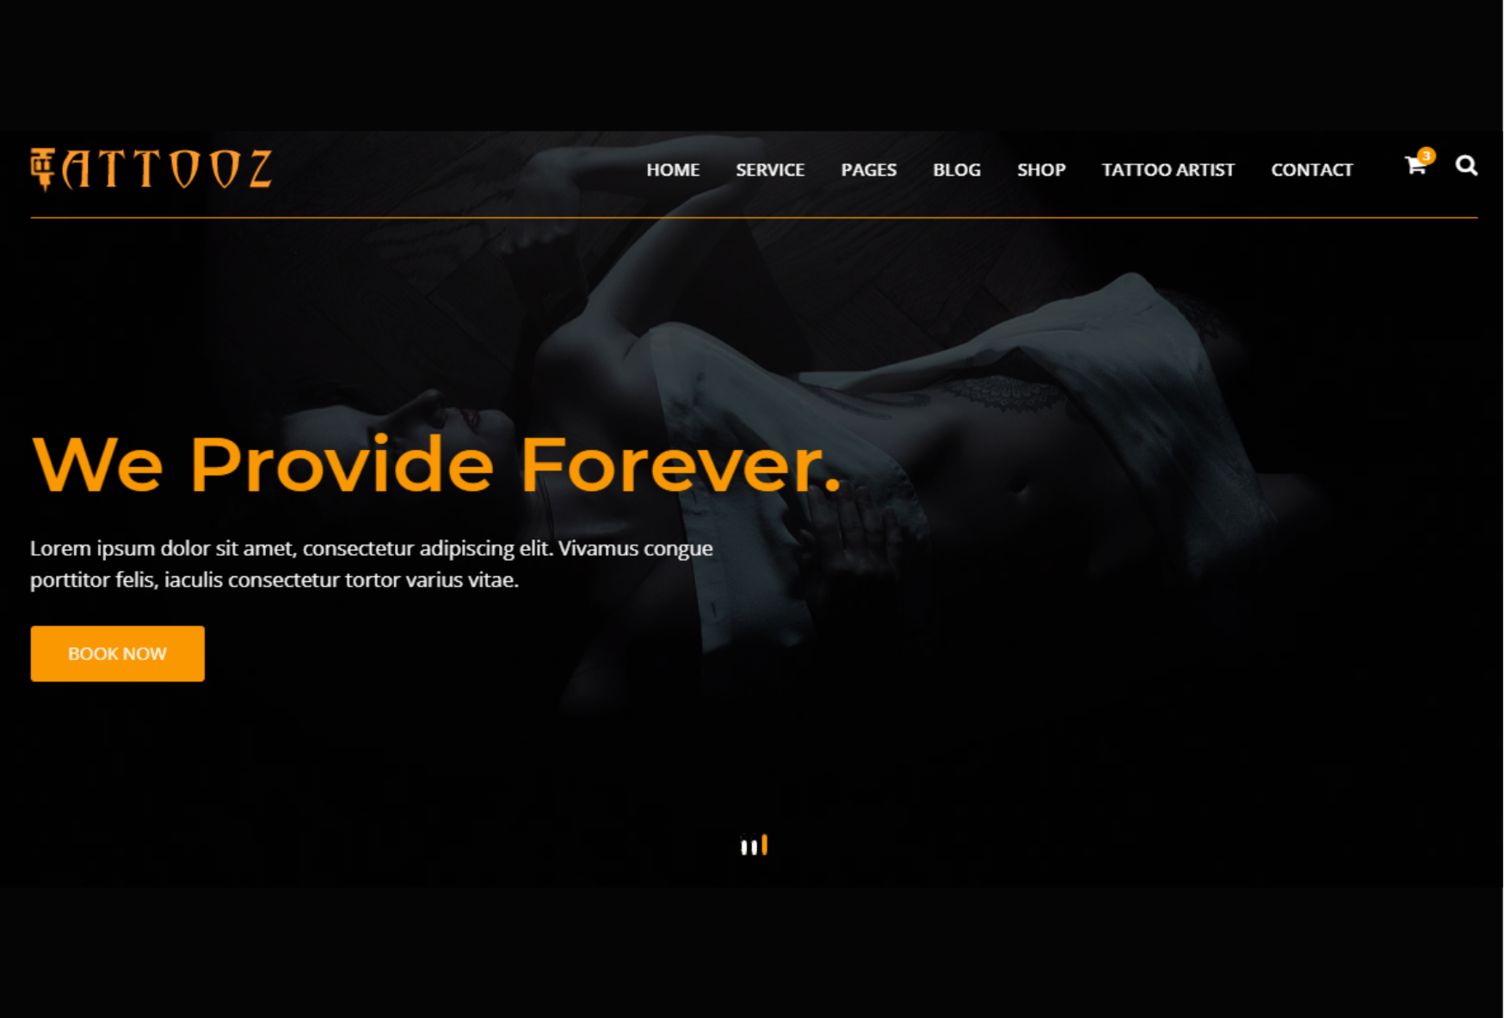 TATTOOZ
HOME SERVICE PAGES BLOG SHOP TATTOO ARTIST CONTACT 3
We Provide Forever.
Lorem ipsum dolor sit amet, consectetur adipiscing elit. Vivamus congue
porttitor felis, iaculis consectetur tortor varius vitae.
BOOK NOW